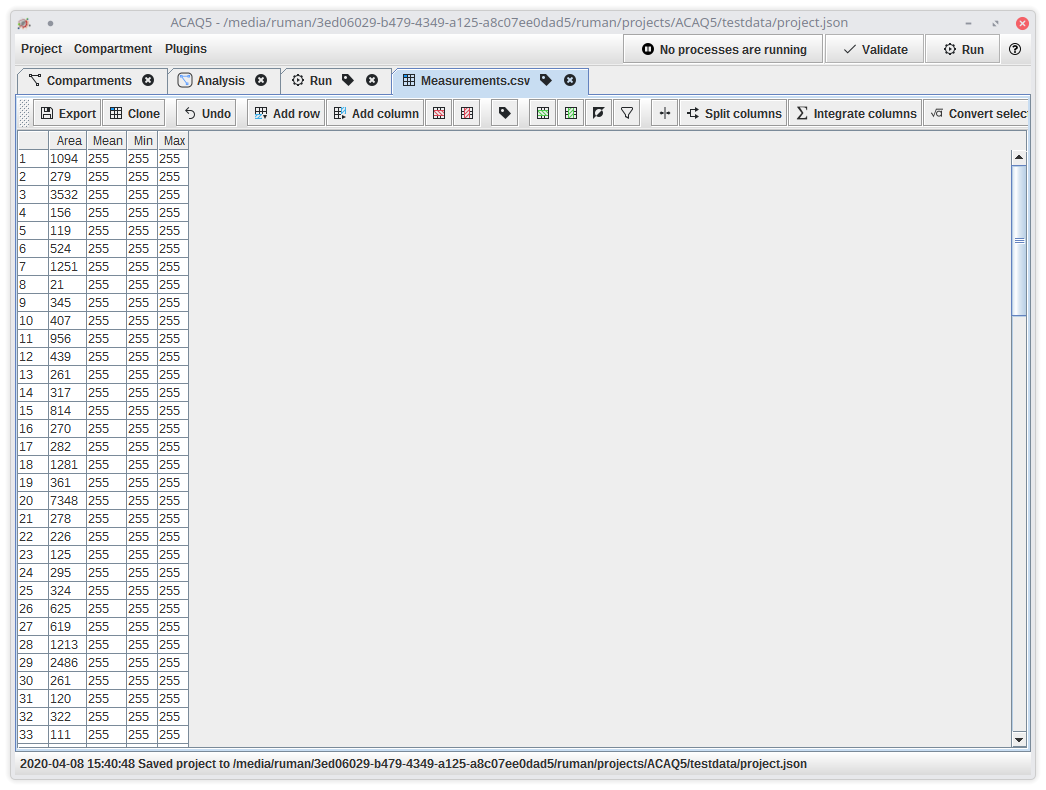 ACAQ5 - /media/ruman/3ed06029-b479-4349-a125-a8c07ee0dad5/ruman/projects/ACAQ5/testdata/project.json
Project Compartment Plugins No processes are running Validate Run
Compartments Analysis Run Measurements.csv
Export Clone Undo Add row Add column Split columns Integrate columns Convert selec
Area Mean Min Max
1 1094 255 255 255
2 279 255 255 255
3 3532 255 255 255
4 156 255 255 255
5 119 255 255 255
6 524 255 255 255
7 1251 255 255 255
8 21 255 255 255
9 345 255 255 255
10 407 255 255 255
11 956 255 255 255
12 439 255 255 255
13 261 255 255 255
14 317 255 255 255
15 814 255 255 255
16 270 255 255 255
17 282 255 255 255
18 1281 255 255 255
19 361 255 255 255
20 7348 255 255 255
21 278 255 255 255
22 226 255 255 255
23 125 255 255 255
24 295 255 255 255
25 324 255 255 255
26 625 255 255 255
27 619 255 255 255
28 1213 255 255 255
29 2486 255 255 255
30 261 255 255 255
31 120 255 255 255
32 322 255 255 255
33 111 255 255 255
2020-04-08 15:40:48 Saved project to /media/ruman/3ed06029-b479-4349-a125-a8c07ee0dad5/ruman/projects/ACAQ5/testdata/project.json